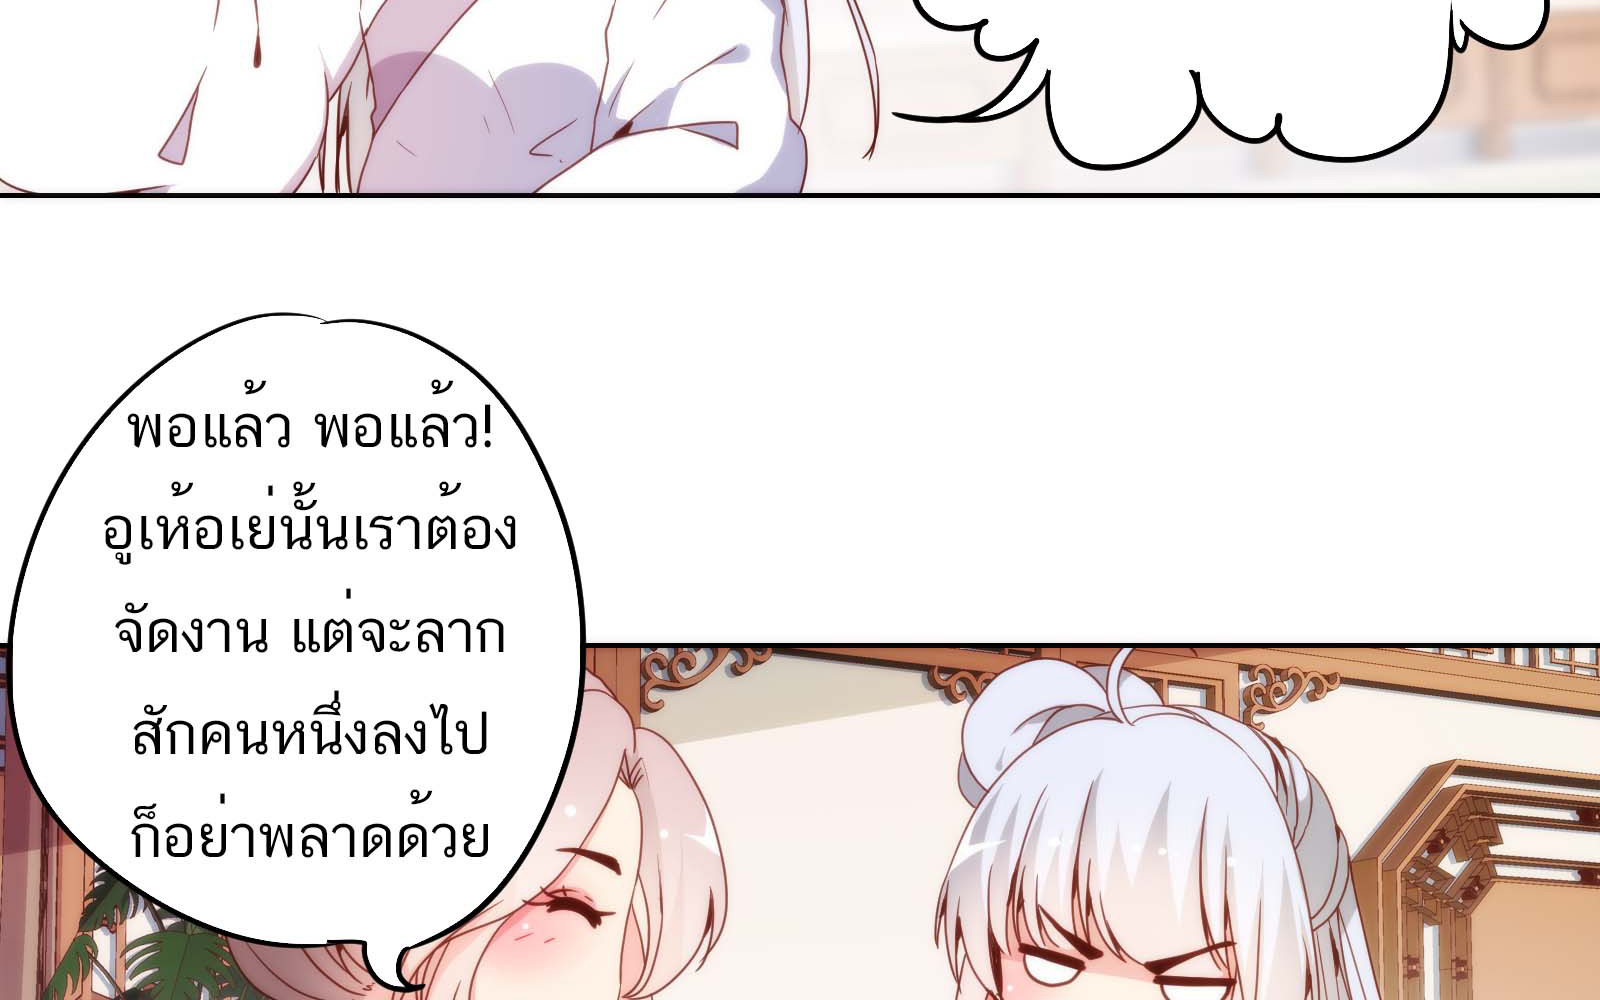 พอแล้ว พอแล้ว!
อูเห้อเย่นั้นเราต้อง
จัดงาน แต่จะลาก
สักคนหนึ่งลงไป
ก็อย่าพลาดด้วย